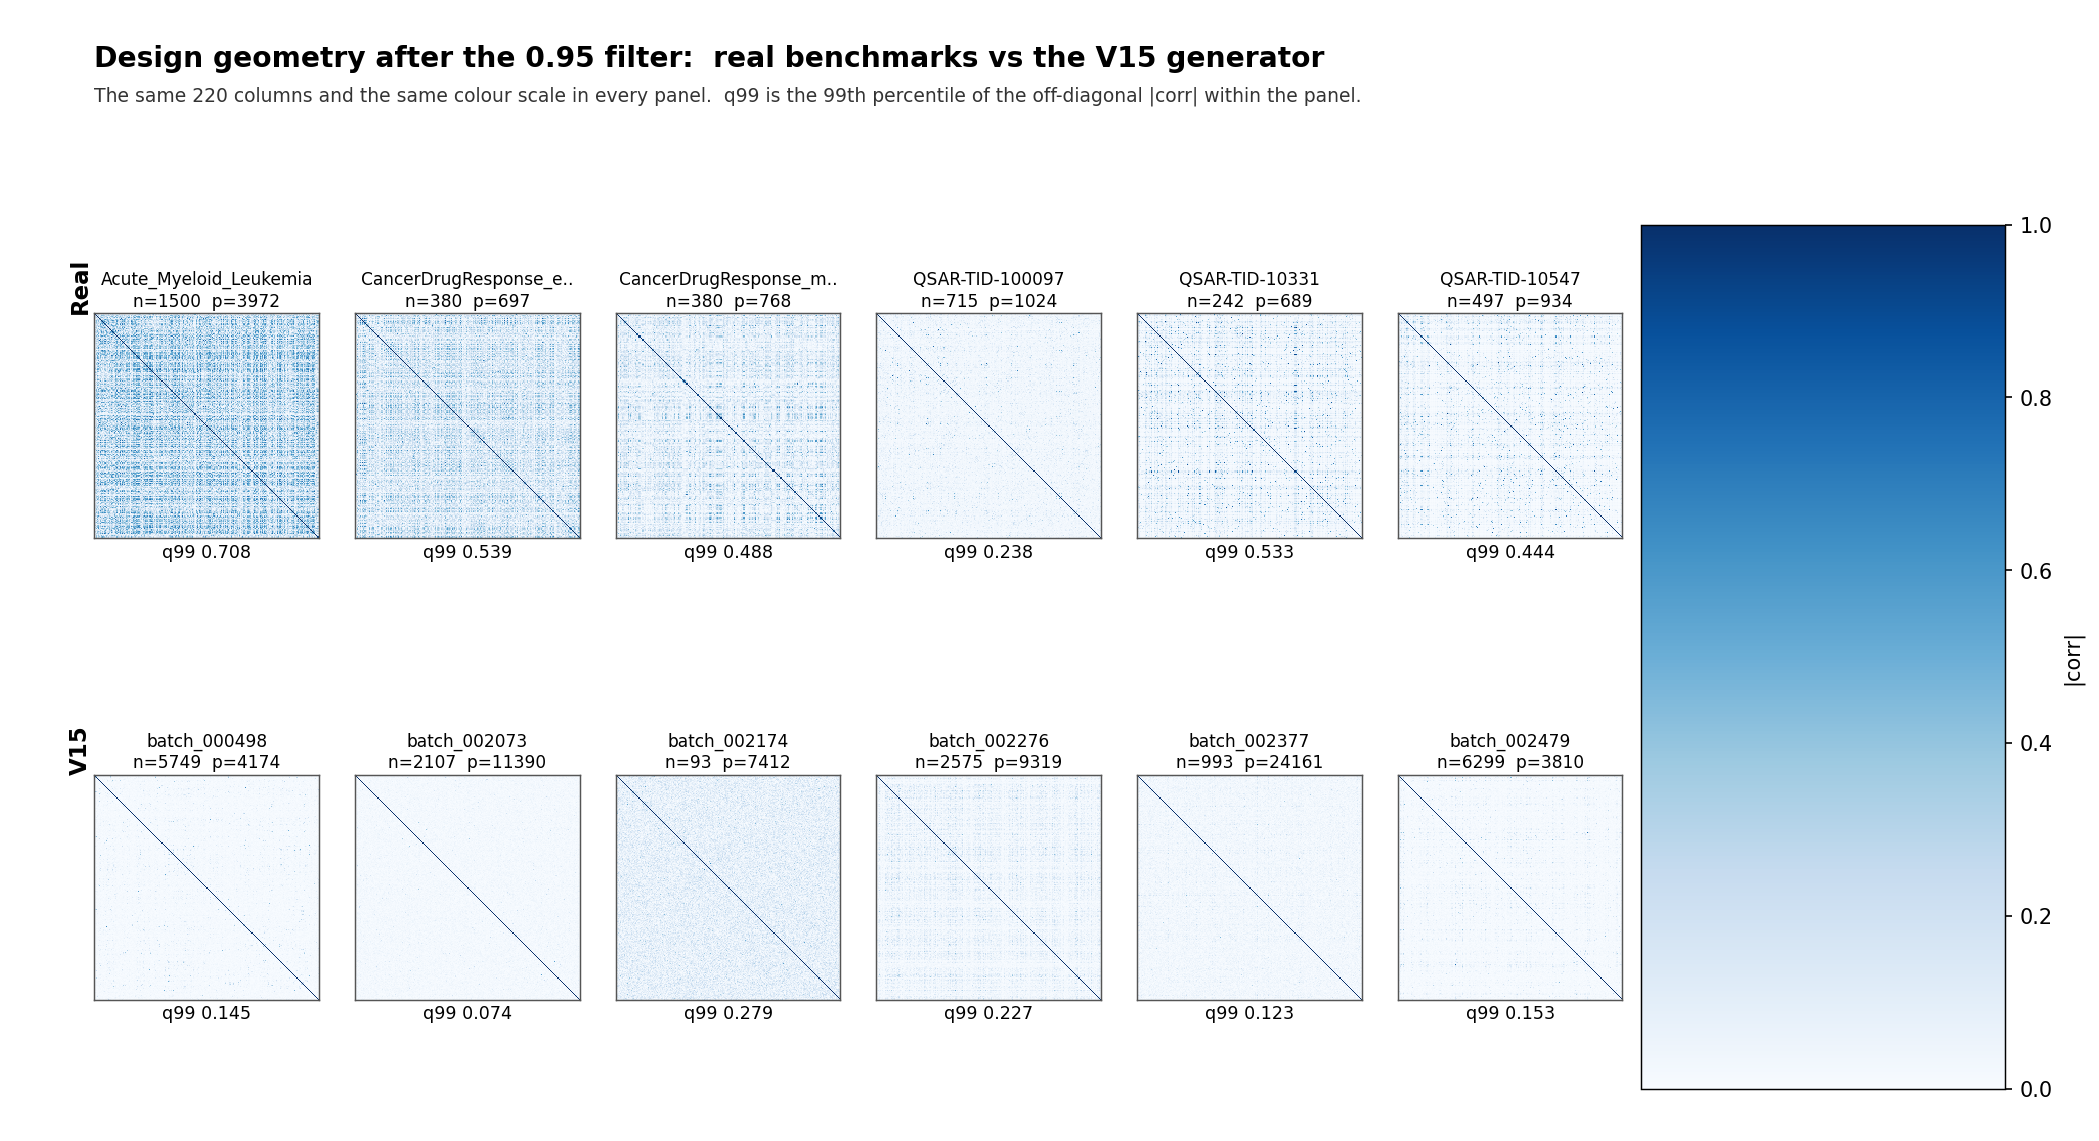 Design geometry after the 0.95 filter:  real benchmarks vs the V15 generator
The same 220 columns and the same colour scale in every panel.  q99 is the 99th percentile of the off-diagonal |corr| within the panel.
Real
Acute_Myeloid_Leukemia
n=1500  p=3972
q99 0.708
CancerDrugResponse_e..
n=380  p=697
q99 0.539
CancerDrugResponse_m..
n=380  p=768
q99 0.488
QSAR-TID-100097
n=715  p=1024
q99 0.238
QSAR-TID-10331
n=242  p=689
q99 0.533
QSAR-TID-10547
n=497  p=934
q99 0.444
V15
batch_000498
n=5749  p=4174
q99 0.145
batch_002073
n=2107  p=11390
q99 0.074
batch_002174
n=93  p=7412
q99 0.279
batch_002276
n=2575  p=9319
q99 0.227
batch_002377
n=993  p=24161
q99 0.123
batch_002479
n=6299  p=3810
q99 0.153
1.0
0.8
0.6
0.4
0.2
0.0
|corr|